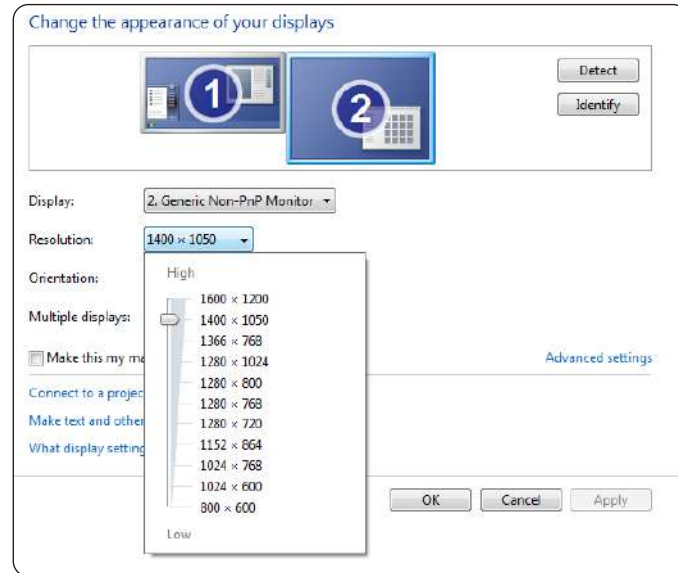 Change the appearance of your displays
1
2
Detect
Identify
Display:
2. Generic Non-PnP Monitor
Resolution:
1400 × 1050
Orientation:
High
1600 × 1200
Multiple displays:
1400 × 1050
1366 × 768
Make this my ma
1280 × 1024
Advanced settings
1280 × 800
Connect to a projec
1280 × 768
Make text and other
1280 × 720
What display setting
1152 × 864
1024 × 768
1024 × 600
800 × 600
OK
Cancel
Apply
Low